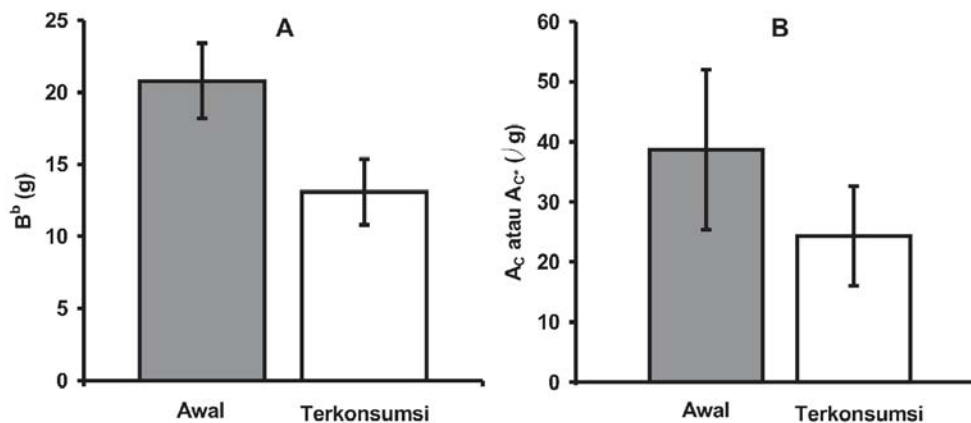 A
Bᵇ (g)
25
20
15
10
5
0
Awal Terkonsumsi
B
A_C atau A_C* (⟯g)
60
50
40
30
20
10
0
Awal Terkonsumsi